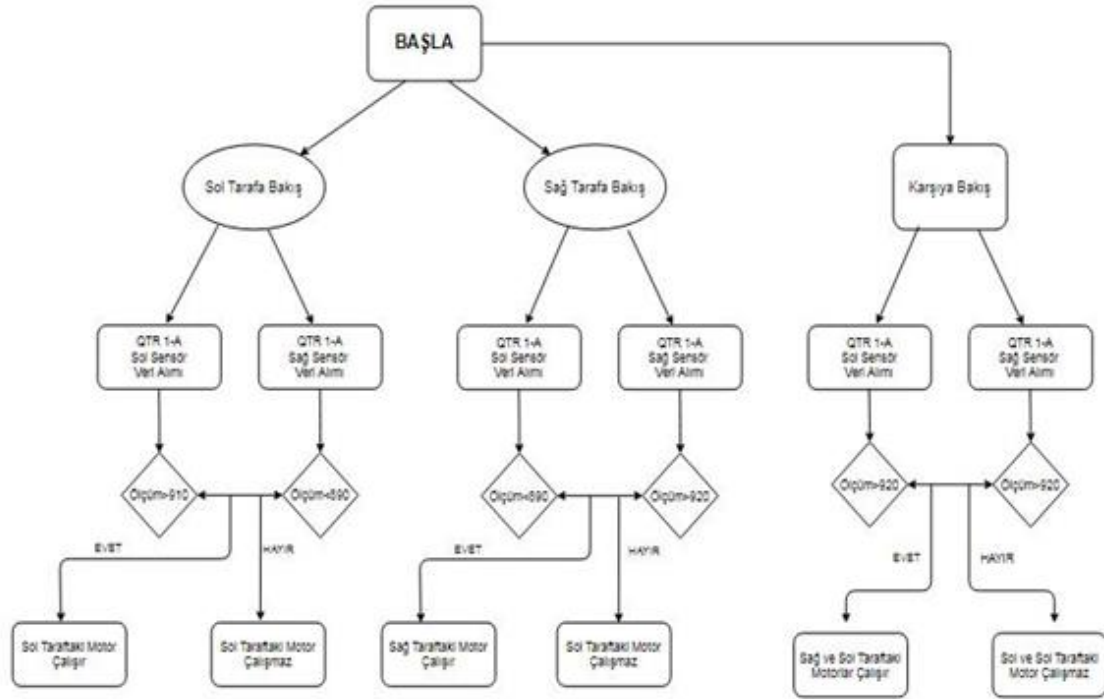 BAŞLA
Sol Tarafa Bakış
Sağ Tarafa Bakış
Karşıya Bakış
QTR 1-A
Sol Sensör
Veri Alımı
QTR 1-A
Sağ Sensör
Veri Alımı
QTR 1-A
Sol Sensör
Veri Alımı
QTR 1-A
Sağ Sensör
Veri Alımı
QTR 1-A
Sol Sensör
Veri Alımı
QTR 1-A
Sağ Sensör
Veri Alımı
Ölçüm>910
Ölçüm<890
Ölçüm<890
Ölçüm>920
Ölçüm>920
Ölçüm>920
EVET
HAYIR
EVET
HAYIR
EVET
HAYIR
Sol Taraftaki Motor
Çalışır
Sol Taraftaki Motor
Çalışmaz
Sağ Taraftaki Motor
Çalışır
Sol Taraftaki Motor
Çalışmaz
Sağ ve Sol Taraftaki
Motorlar Çalışır
Sol ve Sol Taraftaki
Motor Çalışmaz